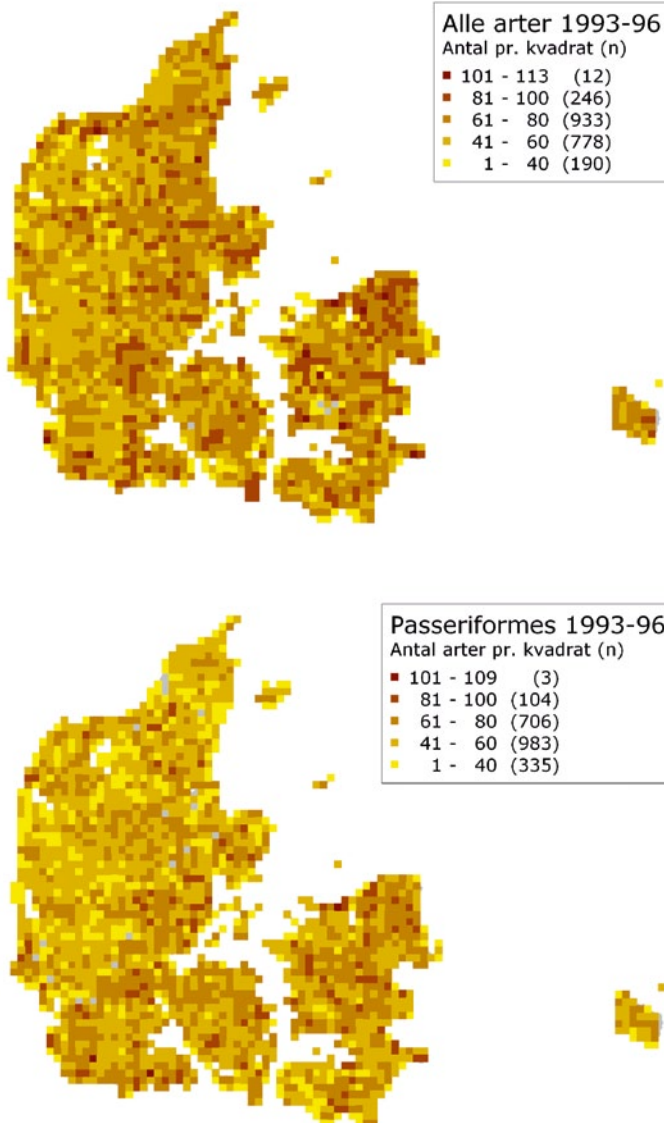 Alle arter 1993-96
Antal pr. kvadrat (n)
101 - 113 (12)
81 - 100 (246)
61 - 80 (933)
41 - 60 (778)
1 - 40 (190)
Passeriformes 1993-96
Antal arter pr. kvadrat (n)
101 - 109 (3)
81 - 100 (104)
61 - 80 (706)
41 - 60 (983)
1 - 40 (335)